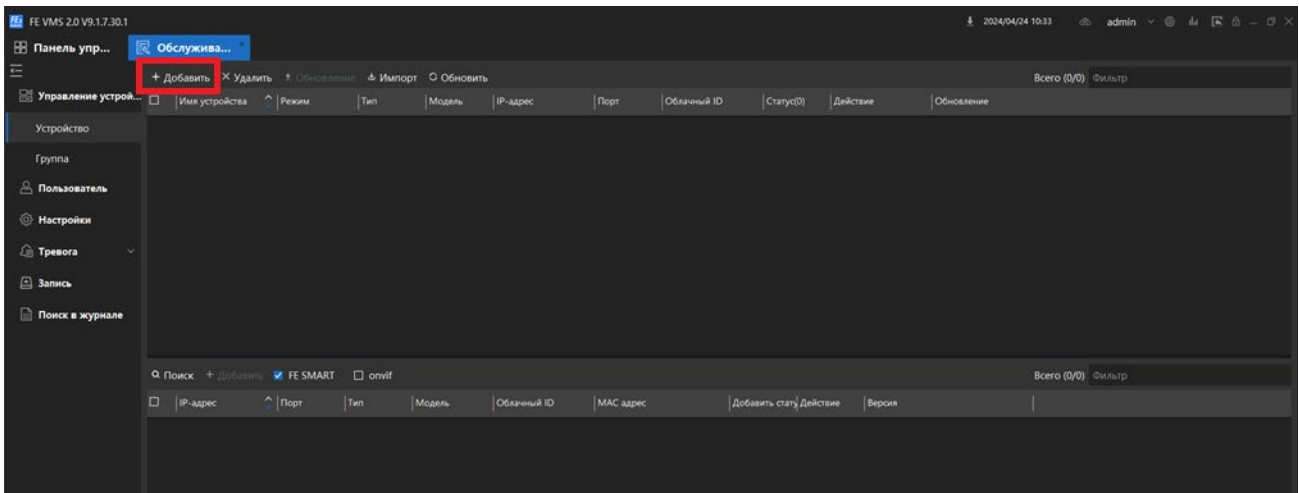 FE VMS 2.0 V9.1.7.30.1 2024/04/24 10:33 admin
Панель упр... Обслужива... *
+ Добавить × Удалить Обновление Импорт Обновить Всего (0/0) Фильтр
Управление устрой... Имя устройства Режим Тип Модель IP-адрес Порт Облачный ID Статус(0) Действие Обновление
Устройство
Группа
Пользователь
Настройки
Тревога
Запись
Поиск в журнале
Поиск + Добавить FE SMART onvif Всего (0/0) Фильтр
IP-адрес Порт Тип Модель Облачный ID MAC адрес Добавить стату Действие Версия